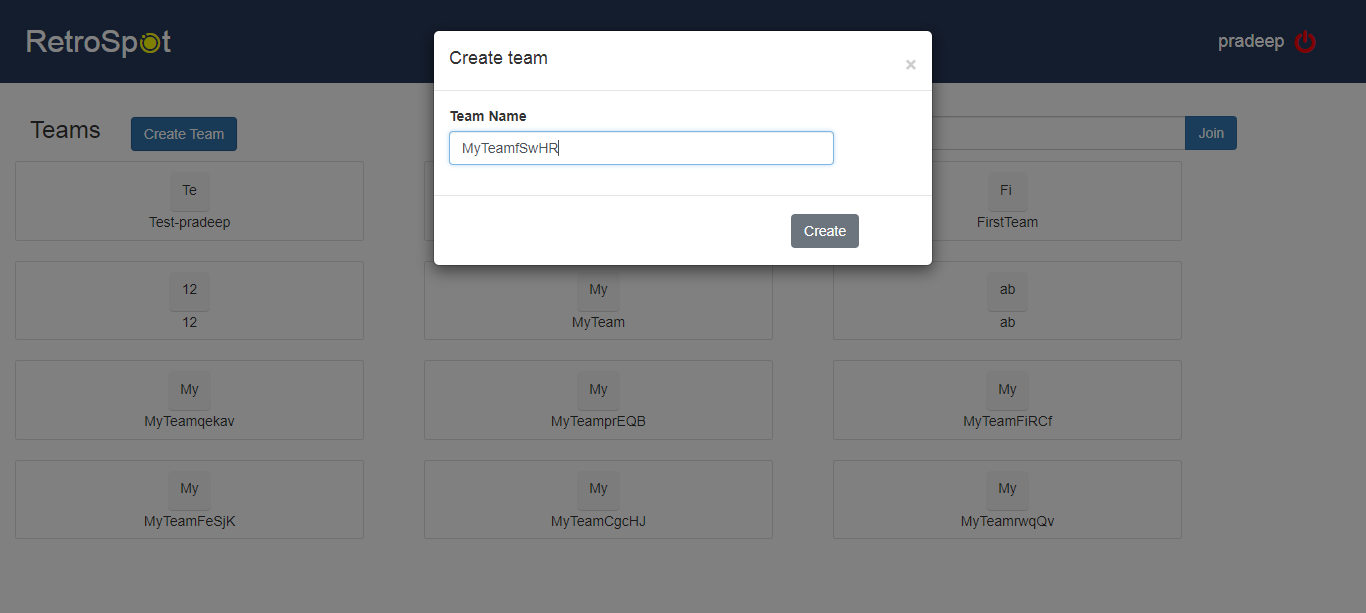 RetroSpot
pradeep
Create team
×
Team Name
MyTeamfSwHR
Create
Teams
Create Team
Join
Te
Test-pradeep
Fi
FirstTeam
12
12
My
MyTeam
ab
ab
My
MyTeamqekav
My
MyTeamprEQB
My
MyTeamFiRCf
My
MyTeamFeSjK
My
MyTeamCgcHJ
My
MyTeamrwqQv